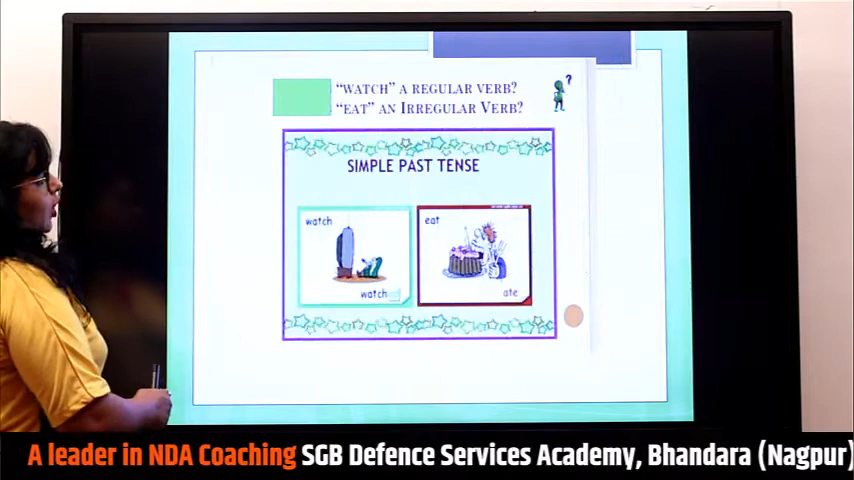 "WATCH" A REGULAR VERB?
"EAT" AN IRREGULAR VERB?
?
SIMPLE PAST TENSE
watch
eat
watched
ate
A leader in NDA Coaching SGB Defence Services Academy, Bhandara (Nagpur)